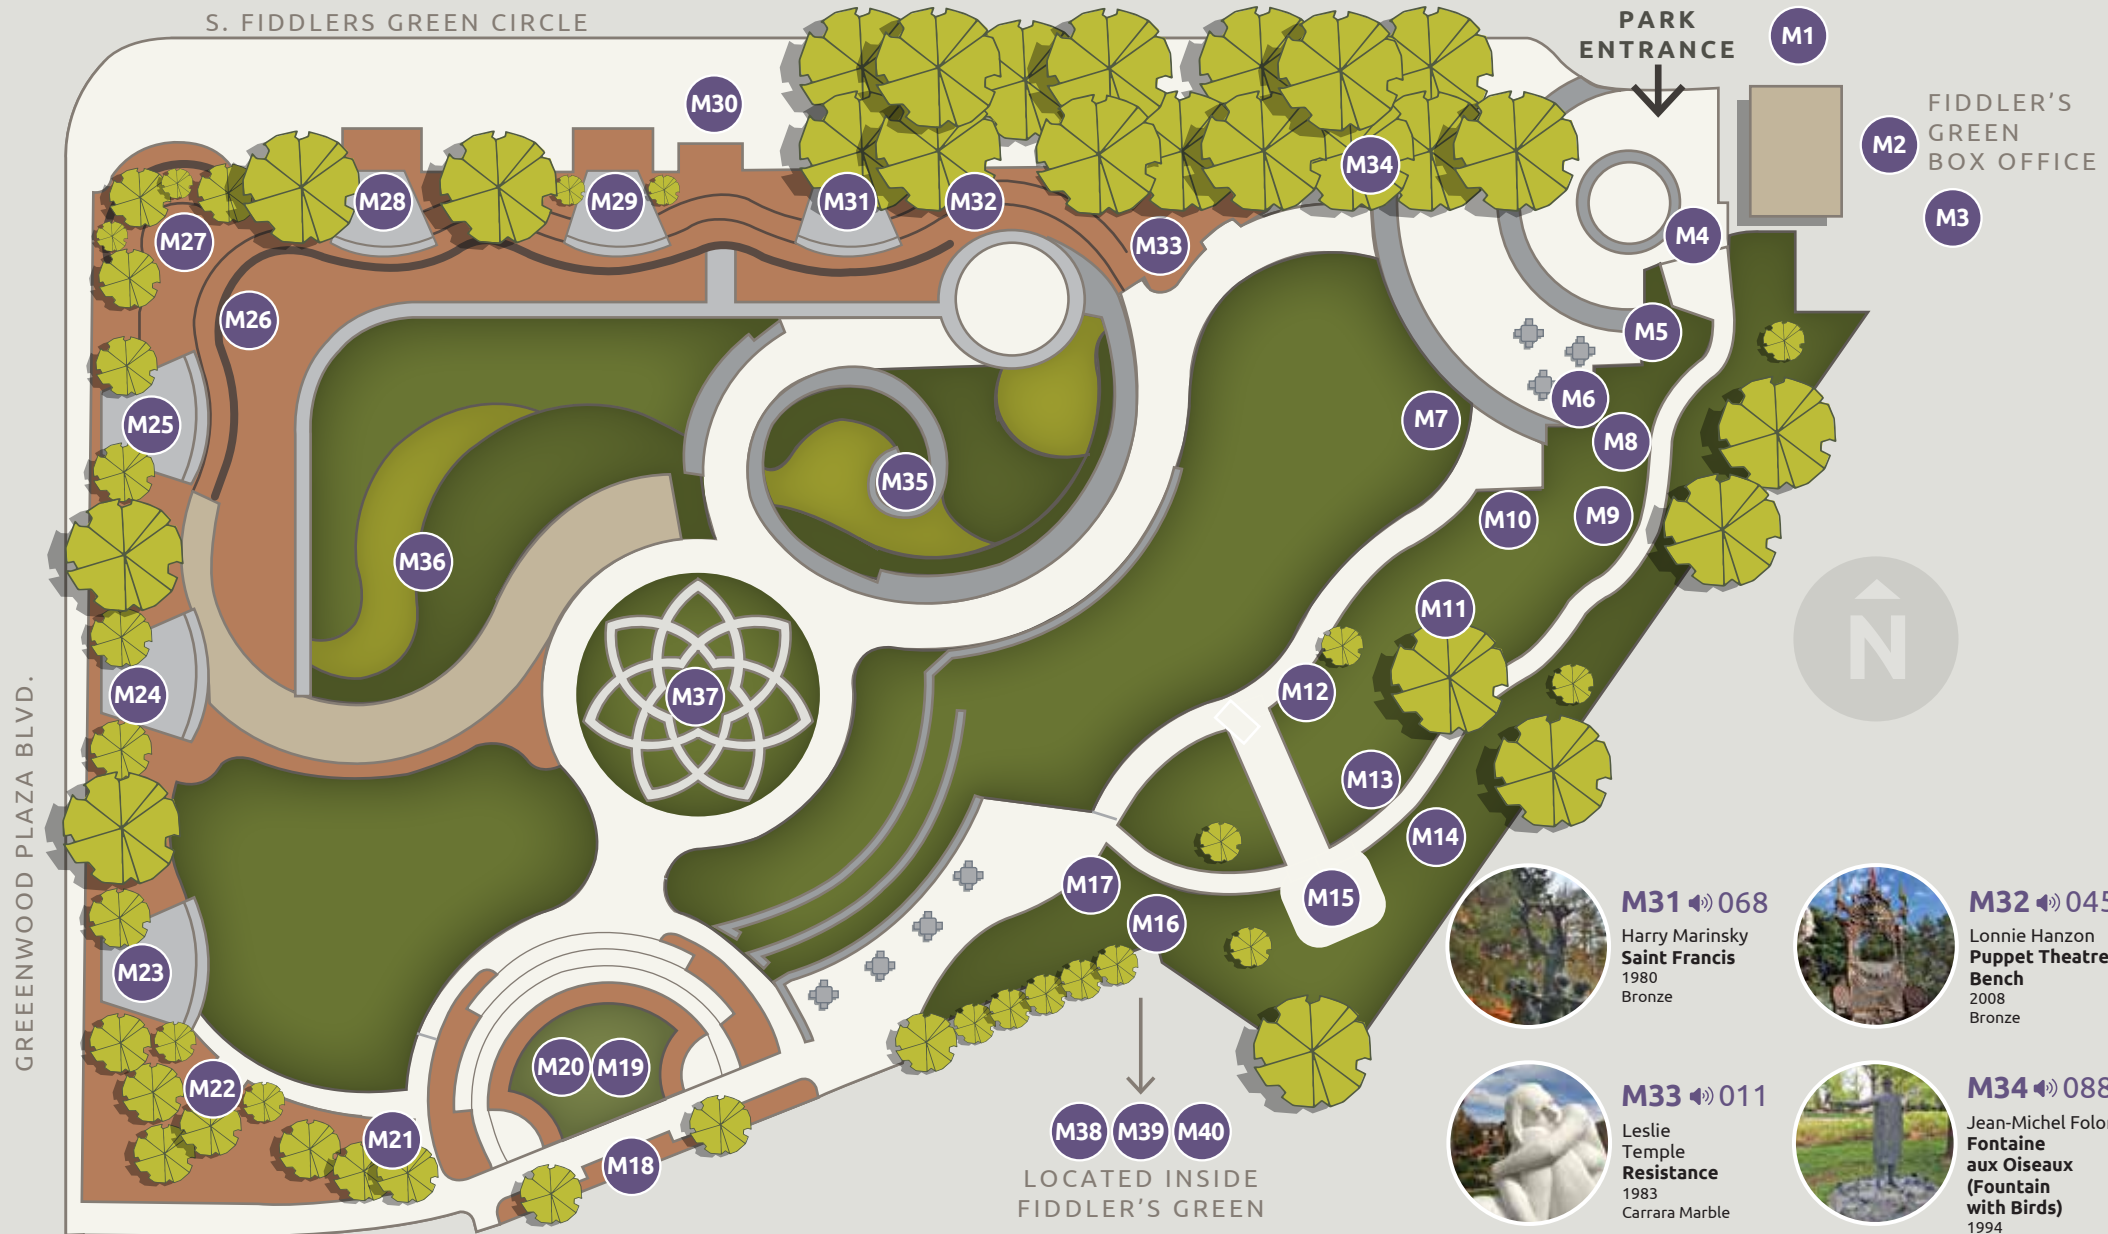 S. FIDDLERS GREEN CIRCLE
PARK
ENTRANCE
M1
FIDDLER'S
GREEN
BOX OFFICE
M2
M3
M30
M34
M28
M29
M31
M32
M33
M4
M27
M26
M5
M25
M7
M6
M8
M35
M10
M9
M36
M11
N
M24
M37
M12
M13
M14
GREEENWOOD PLAZA BLVD.
M17
M15
M16
M23
M20
M19
M22
M21
M18
M38
M39
M40
LOCATED INSIDE
FIDDLER'S GREEN
M31 068
Harry Marinsky
Saint Francis
1980
Bronze
M32 045
Lonnie Hanzon
Puppet Theatre
Bench
2008
Bronze
M33 011
Leslie
Temple
Resistance
1983
Carrara Marble
M34 088
Jean-Michel Folo
Fontaine
aux Oiseaux
(Fountain
with Birds)
1994